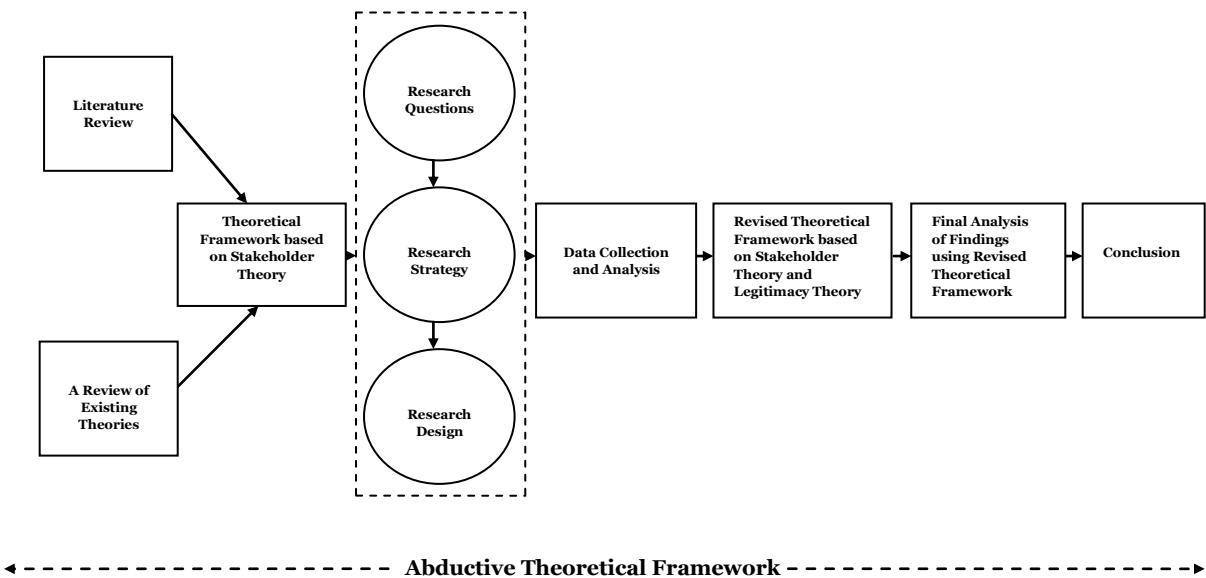 Literature
Review
A Review of
Existing
Theories
Theoretical
Framework based
on Stakeholder
Theory
Research
Questions
Research
Strategy
Research
Design
Data Collection
and Analysis
Revised Theoretical
Framework based
on Stakeholder
Theory and
Legitimacy Theory
Final Analysis
of Findings
using Revised
Theoretical
Framework
Conclusion
Abductive Theoretical Framework